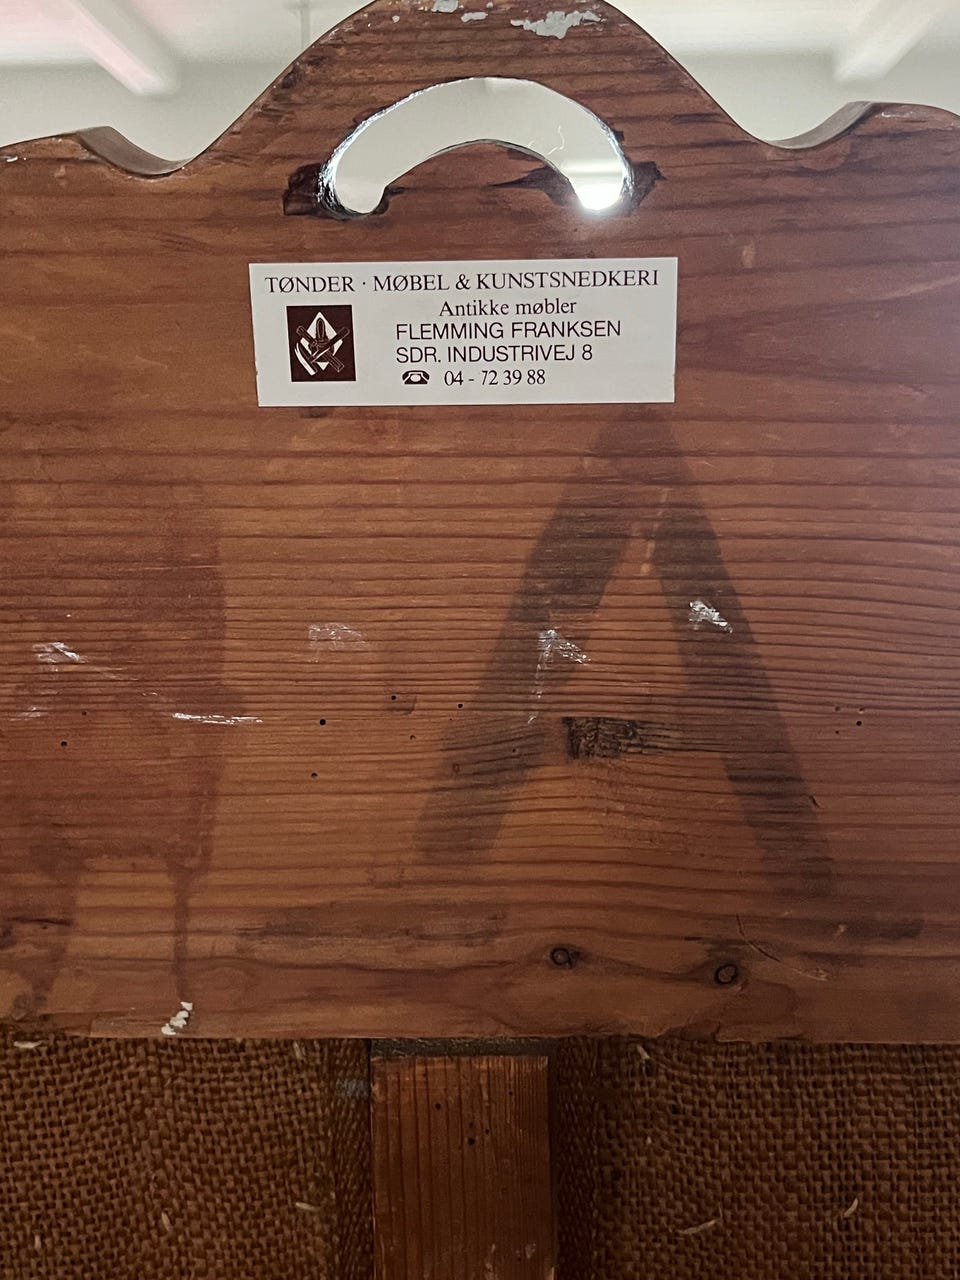 TØNDER · MØBEL & KUNSTSNEDKERI
Antikke møbler
FLEMMING FRANKSEN
SDR. INDUSTRIVEJ 8
☎ 04 - 72 39 88
A